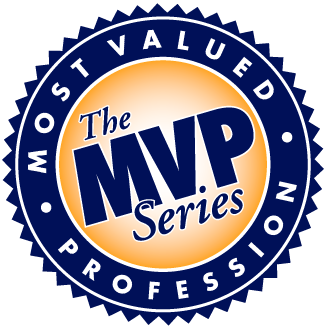 MOST VALUED
The
MVP
Series
PROFESSION